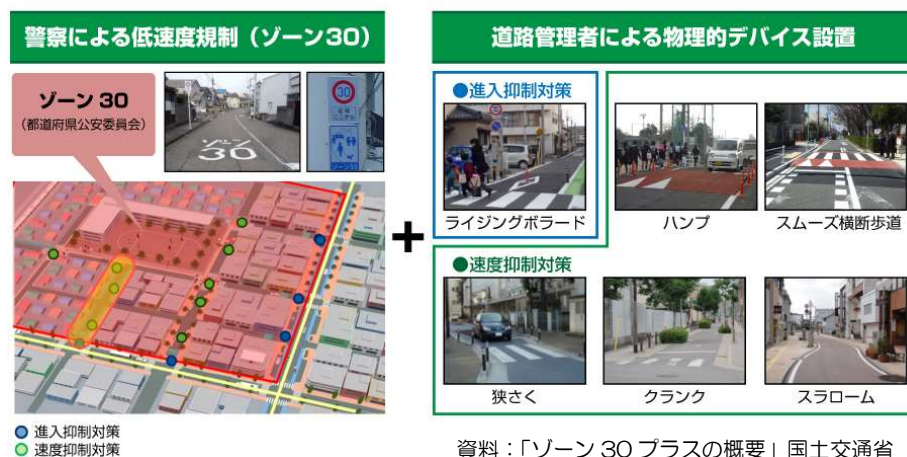 警察による低速度規制（ゾーン30）
ゾーン 30
（都道府県公安委員会）
ゾーン
30
30
ゾーン30
● 進入抑制対策
● 速度抑制対策
+
道路管理者による物理的デバイス設置
●進入抑制対策
ライジングボラード
ハンプ
スムーズ横断歩道
●速度抑制対策
狭さく
クランク
スラローム
資料：「ゾーン 30 プラスの概要」国土交通省